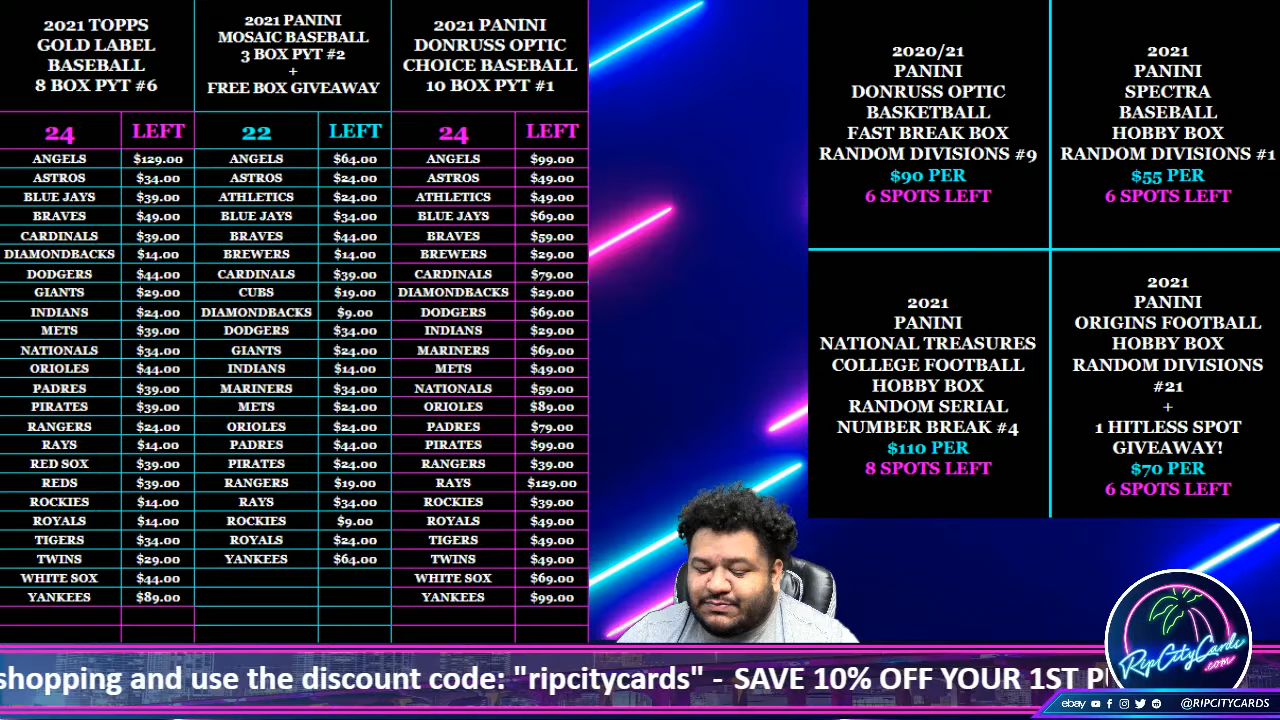 2021 TOPPS
GOLD LABEL
BASEBALL
8 BOX PYT #6
24 LEFT
ANGELS $129.00
ASTROS $34.00
BLUE JAYS $39.00
BRAVES $49.00
CARDINALS $39.00
DIAMONDBACKS $14.00
DODGERS $44.00
GIANTS $29.00
INDIANS $24.00
METS $39.00
NATIONALS $34.00
ORIOLES $44.00
PADRES $39.00
PIRATES $39.00
RANGERS $24.00
RAYS $14.00
RED SOX $39.00
REDS $39.00
ROCKIES $14.00
ROYALS $14.00
TIGERS $34.00
TWINS $29.00
WHITE SOX $44.00
YANKEES $89.00
2021 PANINI
MOSAIC BASEBALL
3 BOX PYT #2
+
FREE BOX GIVEAWAY
22 LEFT
ANGELS $64.00
ASTROS $24.00
ATHLETICS $24.00
BLUE JAYS $34.00
BRAVES $44.00
BREWERS $14.00
CARDINALS $39.00
CUBS $19.00
DIAMONDBACKS $9.00
DODGERS $34.00
GIANTS $24.00
INDIANS $14.00
MARINERS $34.00
METS $24.00
ORIOLES $24.00
PADRES $44.00
PIRATES $24.00
RANGERS $19.00
RAYS $34.00
ROCKIES $9.00
ROYALS $24.00
YANKEES $64.00
2021 PANINI
DONRUSS OPTIC
CHOICE BASEBALL
10 BOX PYT #1
24 LEFT
ANGELS $99.00
ASTROS $49.00
ATHLETICS $49.00
BLUE JAYS $69.00
BRAVES $59.00
BREWERS $29.00
CARDINALS $79.00
DIAMONDBACKS $29.00
DODGERS $69.00
INDIANS $29.00
MARINERS $69.00
METS $49.00
NATIONALS $59.00
ORIOLES $89.00
PADRES $79.00
PIRATES $99.00
RANGERS $39.00
RAYS $129.00
ROCKIES $39.00
ROYALS $49.00
TIGERS $49.00
TWINS $49.00
WHITE SOX $69.00
YANKEES $99.00
2020/21
PANINI
DONRUSS OPTIC
BASKETBALL
FAST BREAK BOX
RANDOM DIVISIONS #9
$90 PER
6 SPOTS LEFT
2021
PANINI
SPECTRA
BASEBALL
HOBBY BOX
RANDOM DIVISIONS #1
$55 PER
6 SPOTS LEFT
2021
PANINI
NATIONAL TREASURES
COLLEGE FOOTBALL
HOBBY BOX
RANDOM SERIAL
NUMBER BREAK #4
$110 PER
8 SPOTS LEFT
2021
PANINI
ORIGINS FOOTBALL
HOBBY BOX
RANDOM DIVISIONS
#21
+
1 HITLESS SPOT
GIVEAWAY!
$70 PER
6 SPOTS LEFT
shopping and use the discount code: "ripcitycards" - SAVE 10% OFF YOUR 1ST
RipCityCards
.com
ebay @RIPCITYCARDS